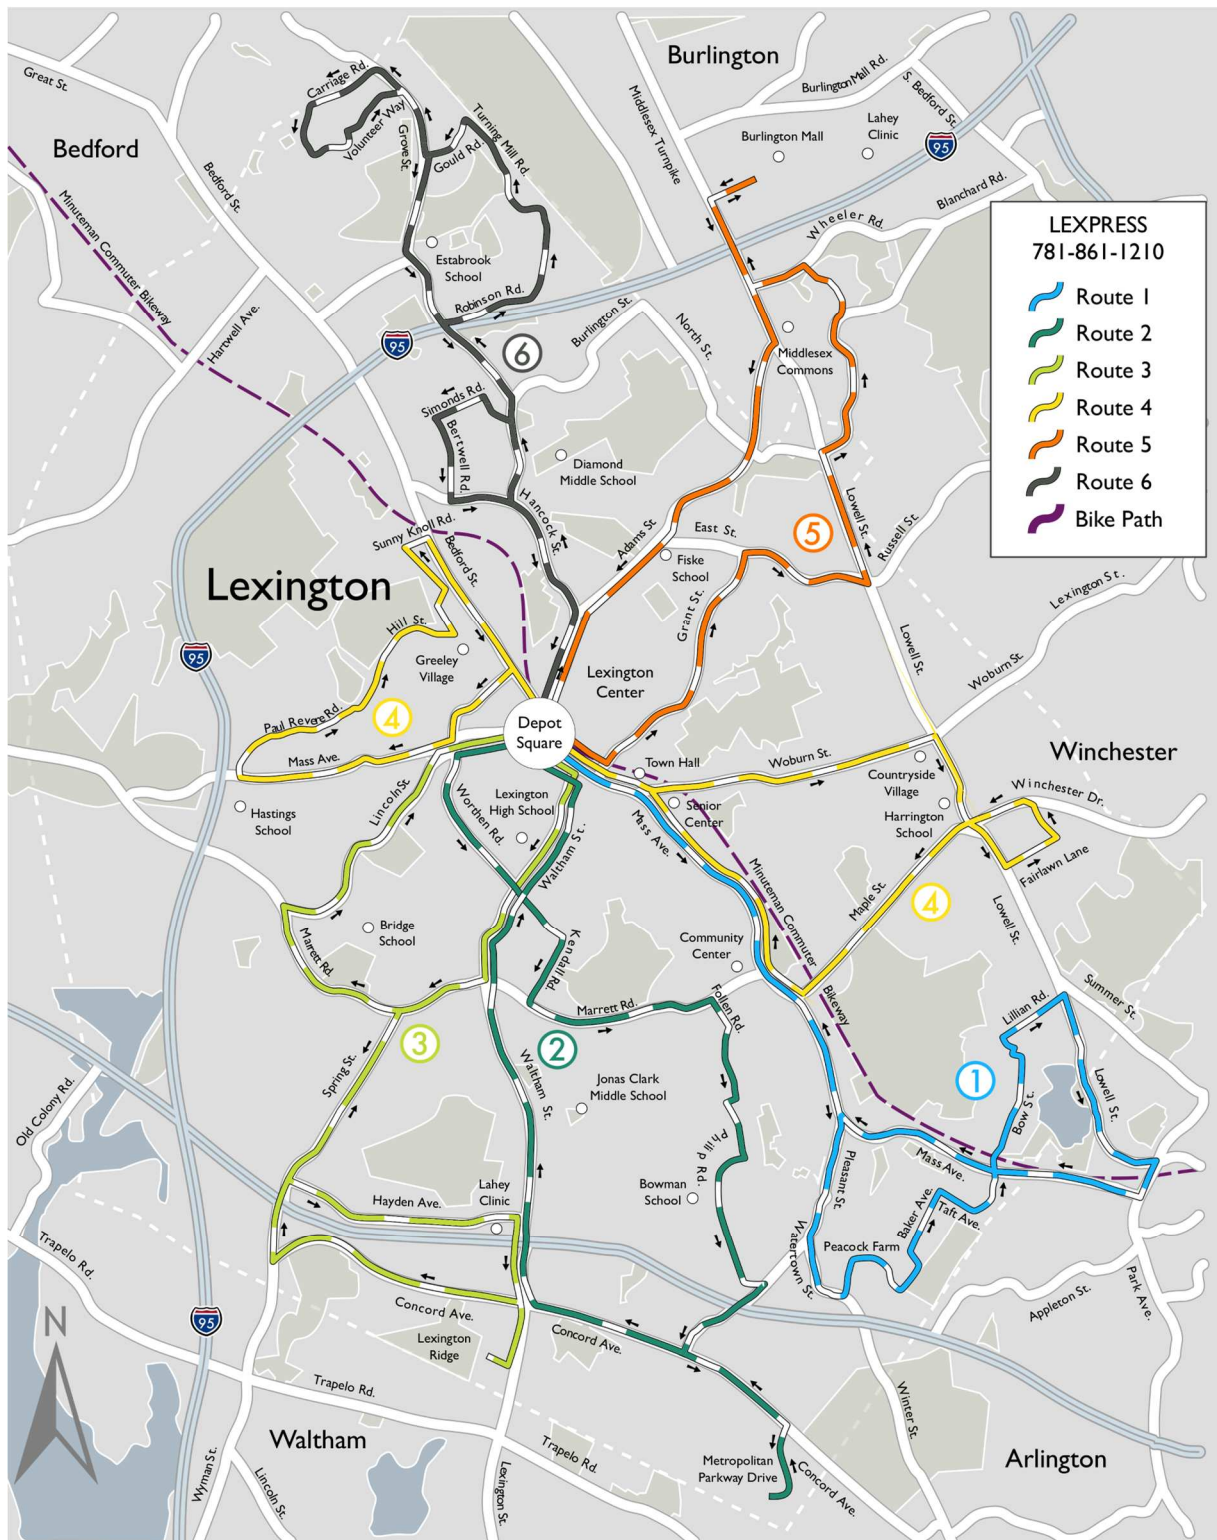 Burlington
Great St.
Carriage Rd.
Burlington Mall Rd.
S. Bedford St.
Middlesex Turnpike
Bedford
Volunteer Way
Grove St.
Gould Rd.
Turning Mill Rd.
Burlington Mall
Lahey
Clinic
95
Bedford St.
Blanchard Rd.
Minuteman Commuter Bikeway
Wheeler Rd.
LEXPRESS
781-861-1210
Route 1
Route 2
Route 3
Route 4
Route 5
Route 6
Bike Path
Estabrook
School
Robinson Rd.
Hartwell Ave.
95
6
Burlington St.
North St.
Middlesex
Commons
Simonds Rd.
Bertwell Rd.
Diamond
Middle School
Hancock St.
Sunny Knoll Rd.
Bedford St.
Adams St
East St.
5
Lowell St.
Russell St.
Fiske
School
Lexington
Lexington St.
Grant St.
Hill St.
95
Greeley
Village
Lexington
Center
Lowell St.
Woburn St.
Paul Revere Rd.
4
Depot
Square
Mass Ave.
Town Hall
Woburn St.
Winchester
Countryside
Village
Winchester Dr.
Hastings
School
Lincoln St
Worthen Rd.
Lexington
High School
Waltham St.
Senior
Center
Mass Ave.
Harrington
School
Fairlawn Lane
Minuteman Commuter
Bikeway
Maple St.
4
Lowell St.
Bridge
School
Marrett Rd.
Kendall Rd.
Community
Center
Marrett Rd.
Follen Rd.
Lillian Rd.
Summer St.
3
2
Spring St.
Waltham St.
Jonas Clark
Middle School
1
Bow St.
Lowell St.
Old Colony Rd.
Philip Rd.
Pleasant St.
Mass Ave.
Hayden Ave.
Lahey
Clinic
Bowman
School
Baker Ave.
Taft Ave.
Watertown St.
Peacock Farm
Trapelo Rd.
Concord Ave.
Park Ave.
Appleton St.
95
N
Lexington
Ridge
Concord Ave.
Trapelo Rd.
Winter St.
Waltham
Trapelo Rd.
Metropolitan
Parkway Drive
Concord Ave.
Arlington
Wyman St.
Lincoln St.
Lexington St.